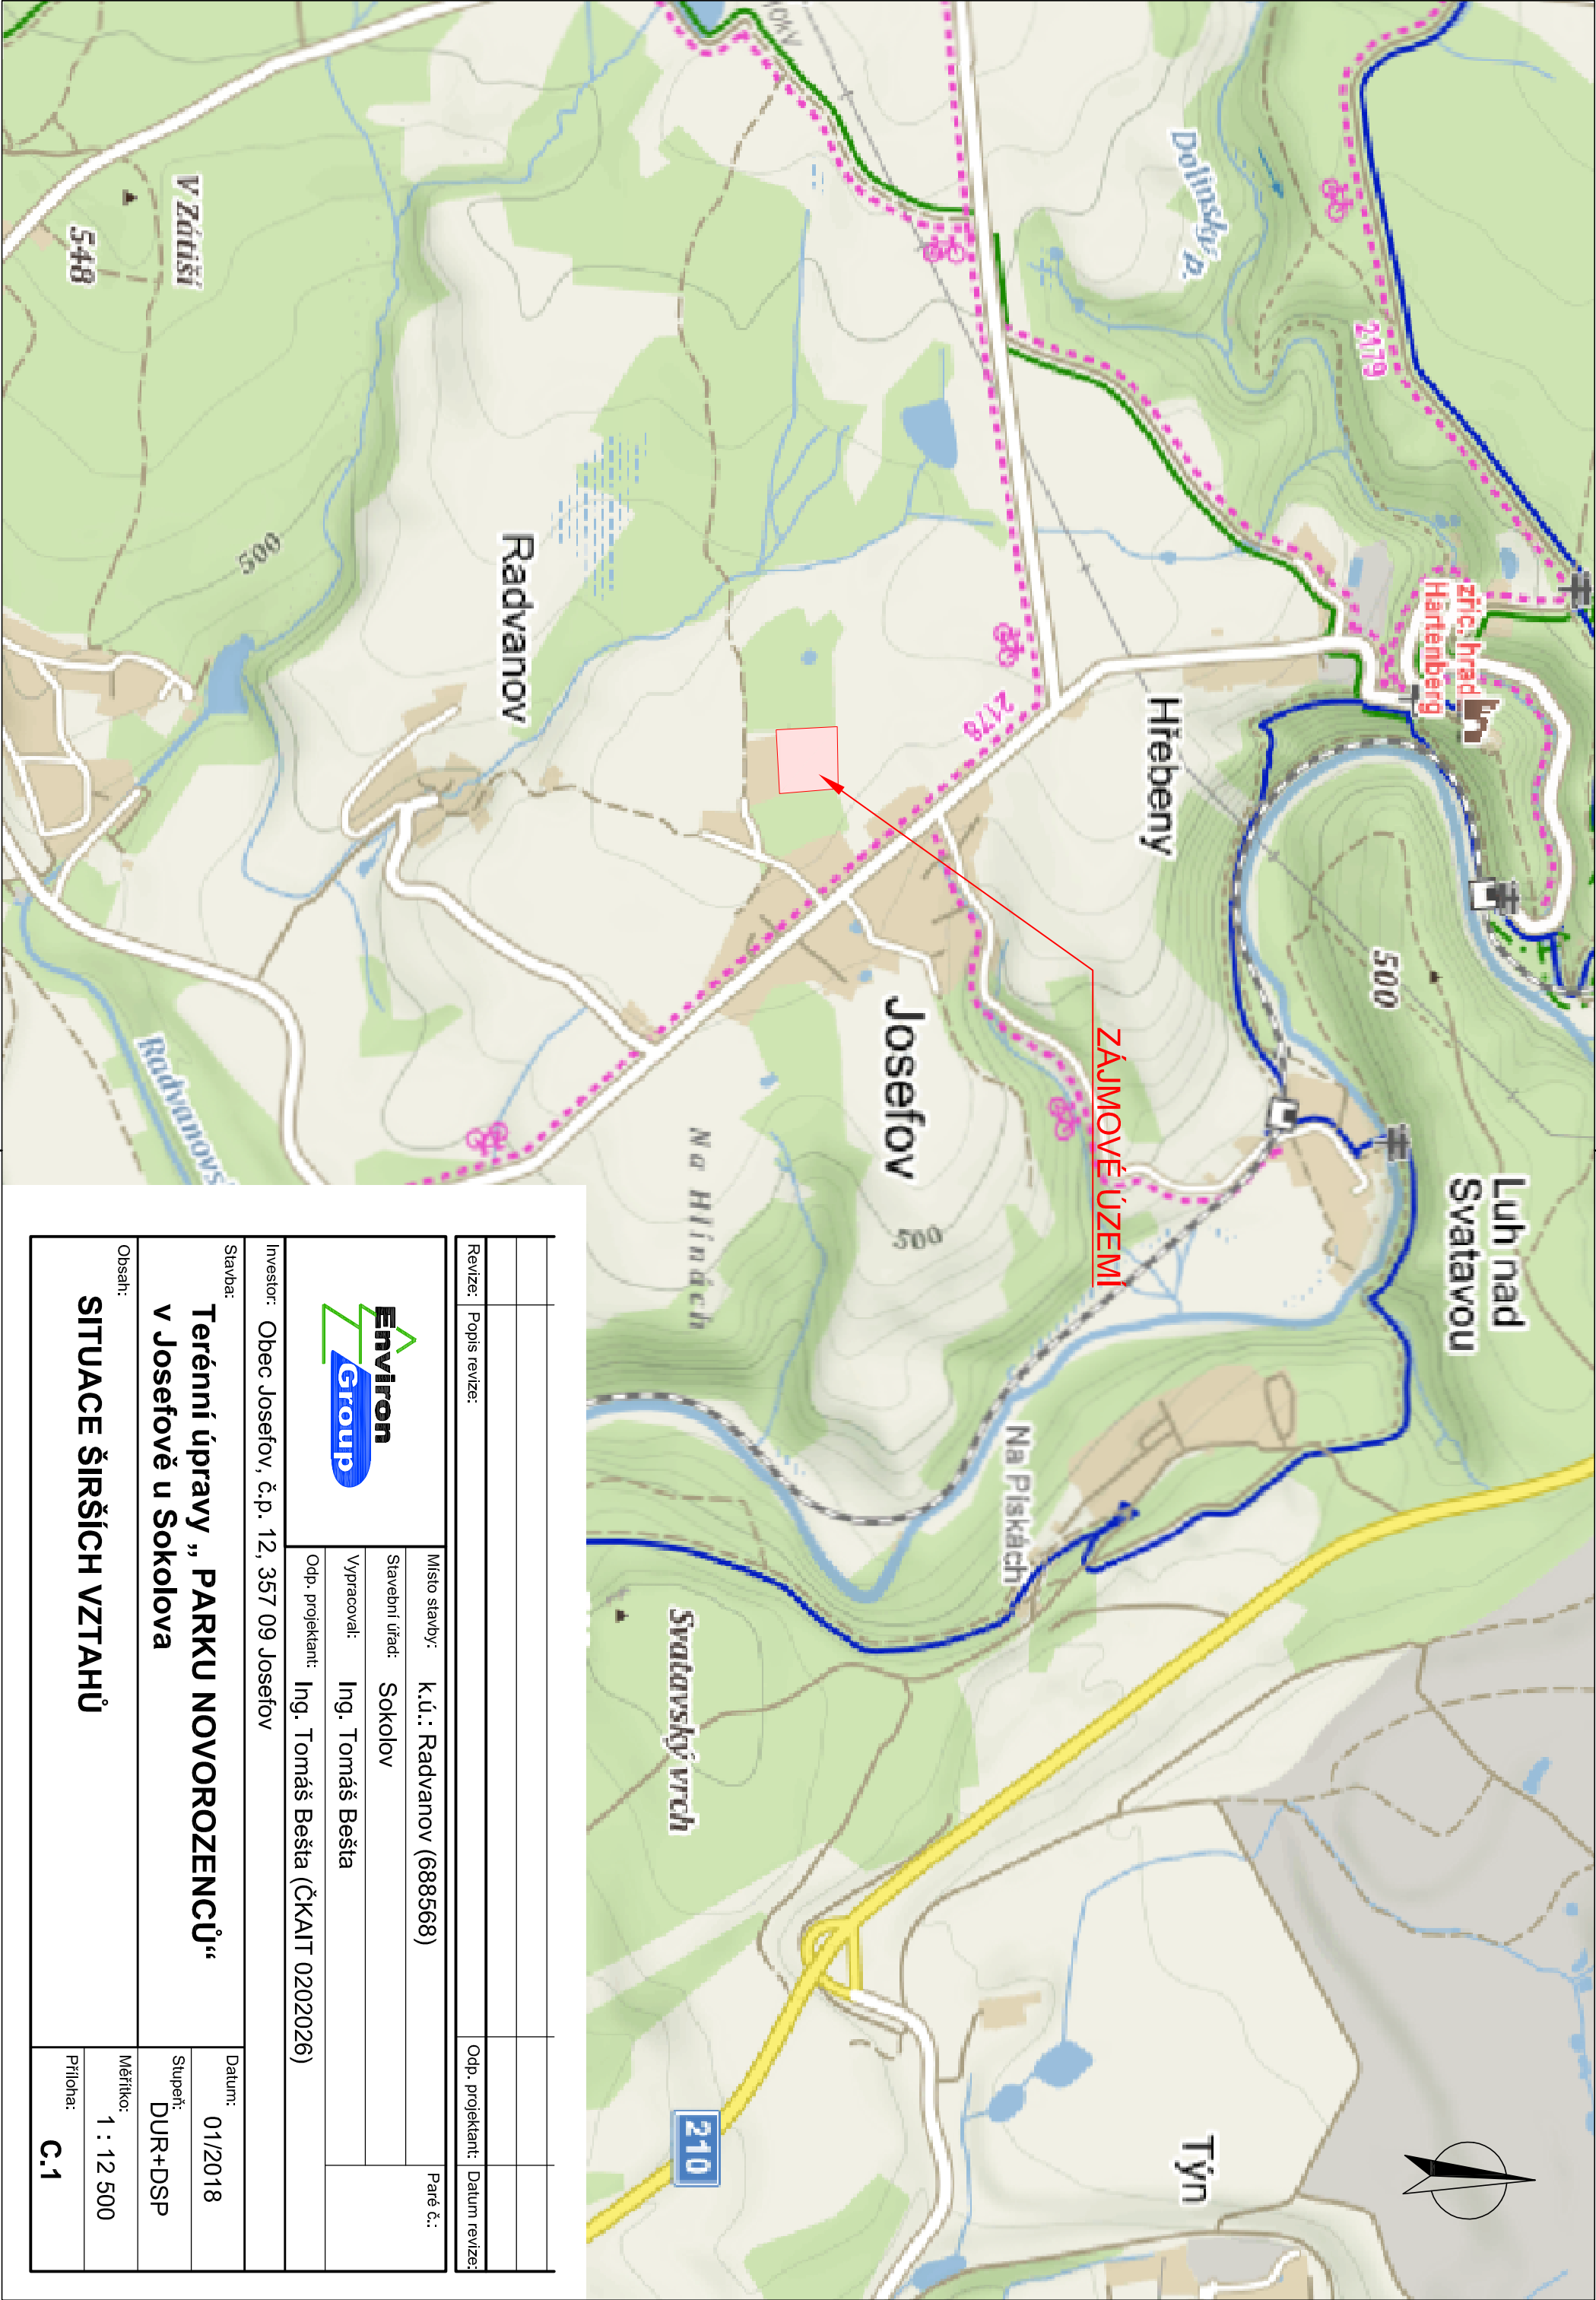 2179
Dolinský p.
zříc. hrad
Hartenberg
Luh nad
Svatavou
Týn
500
Hřebeny
ZÁJMOVÉ ÚZEMÍ
Na Pískách
2178
Josefov
500
Na Hlinách
Svatavský vrch
210
Radvanov
500
V Zátiší
548
Revize:
Popis revize:
Odp. projektant:
Datum revize:
Environ
Group
Místo stavby: k.ú.: Radvanov (688568)
Paré č.:
Stavební úřad: Sokolov
Vypracoval: Ing. Tomáš Bešta
Odp. projektant: Ing. Tomáš Bešta (ČKAIT 0202026)
Investor: Obec Josefov, č.p. 12, 357 09 Josefov
Stavba:
Terénní úpravy „ PARKU NOVOROZENCŮ“
v Josefově u Sokolova
Datum: 01/2018
Stupeň: DUR+DSP
Obsah:
SITUACE ŠIRŠÍCH VZTAHŮ
Měřítko: 1 : 12 500
Příloha: C.1